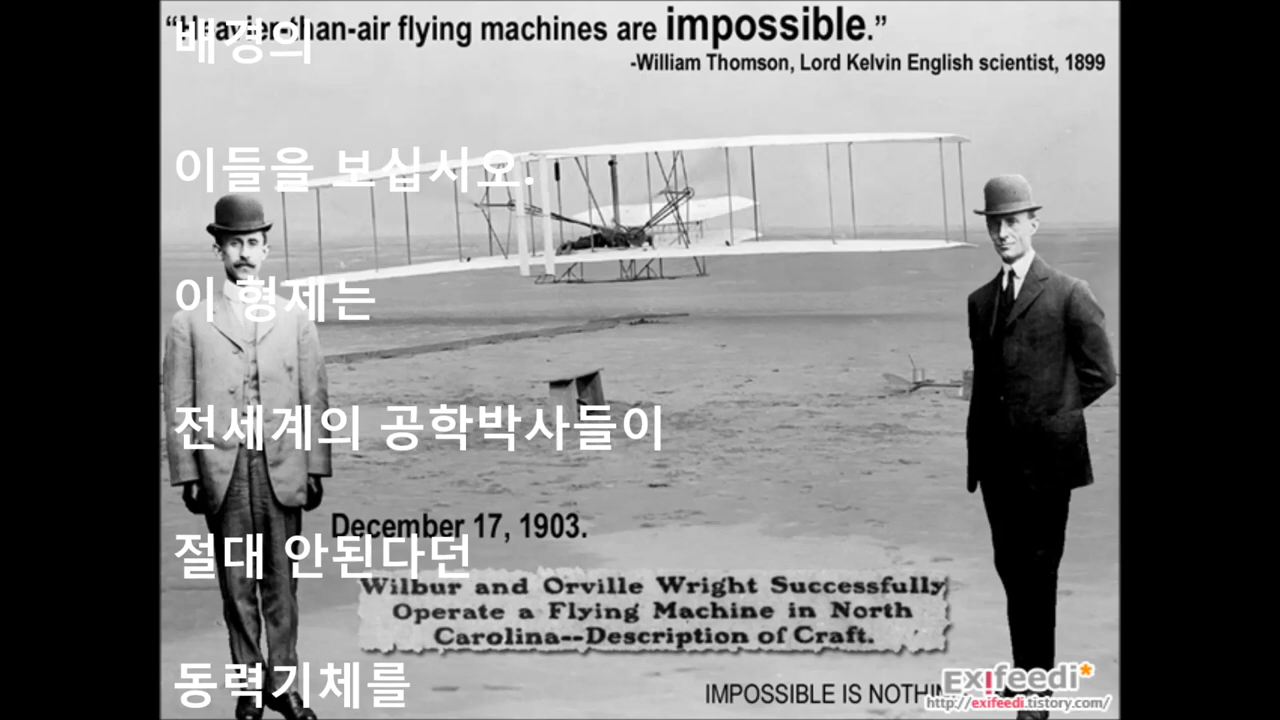 “Heavier-than-air flying machines are impossible.”
배경의
-William Thomson, Lord Kelvin English scientist, 1899
이들을 보십시오.
이 형제는
전세계의 공학박사들이
December 17, 1903.
절대 안된다던
Wilbur and Orville Wright Successfully
Operate a Flying Machine in North
Carolina--Description of Craft.
동력기체를
IMPOSSIBLE IS
Exifeedi*
http://exifeedi.tistory.com/